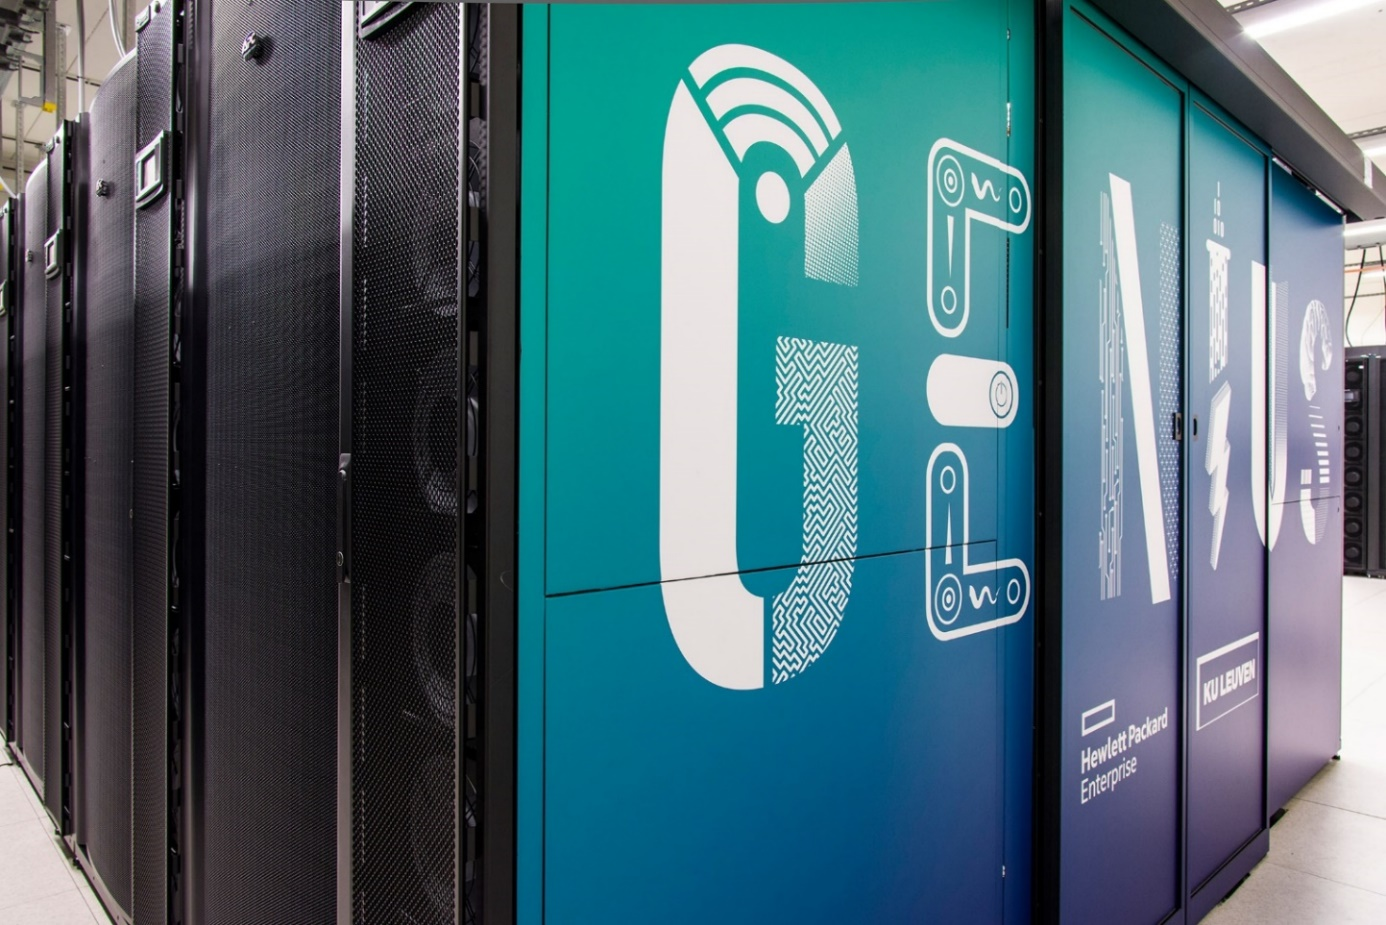 GENIUS
Hewlett Packard
Enterprise
KU LEUVEN